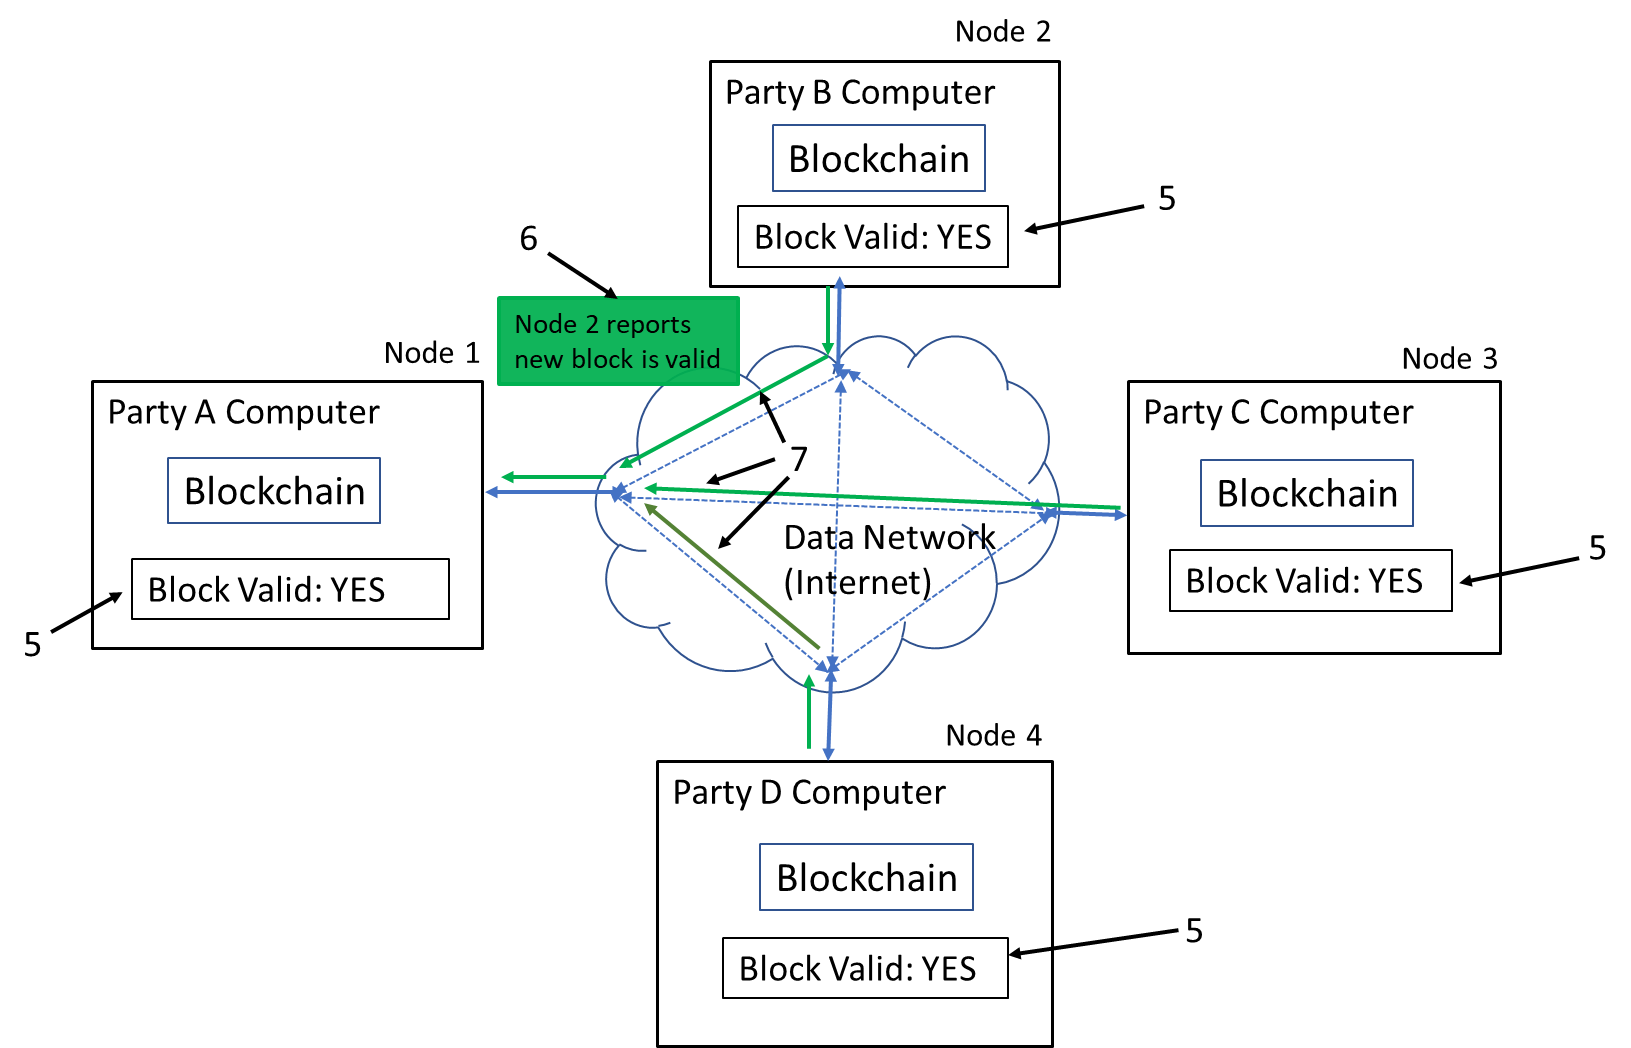 Node 2
Party B Computer
Blockchain
5
Block Valid: YES
6
Node 2 reports
new block is valid
Node 1
Party A Computer
Blockchain
Block Valid: YES
5
7
Data Network
(Internet)
Node 3
Party C Computer
Blockchain
5
Block Valid: YES
Node 4
Party D Computer
Blockchain
5
Block Valid: YES